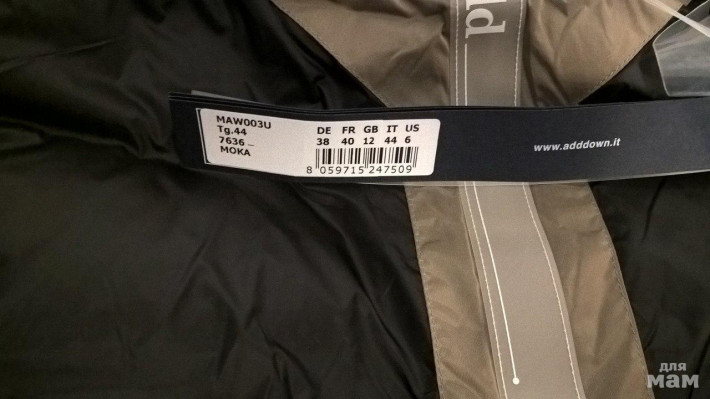 dd
MAW003U
Tg.44
7636
MOKA
DE FR GB IT US
38 40 12 44 6
8 059715 247509
www.adddown.it
для
мам